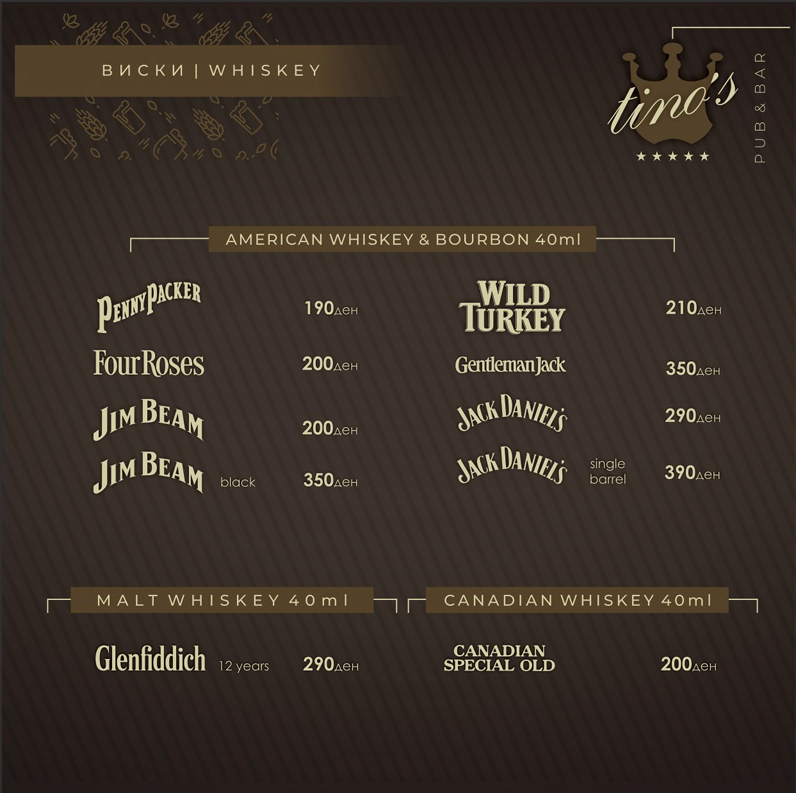 ВИСКИ | WHISKEY
tino's
PUB & BAR
AMERICAN WHISKEY & BOURBON 40ml
PENNYPACKER 190ден
WILD TURKEY 210ден
FourRoses 200ден
Gentleman Jack 350ден
JIM BEAM 200ден
JACK DANIEL'S 290ден
JIM BEAM black 350ден
JACK DANIEL'S single barrel 390ден
MALT WHISKEY 40ml
CANADIAN WHISKEY 40ml
Glenfiddich 12 years 290ден
CANADIAN
SPECIAL OLD 200ден